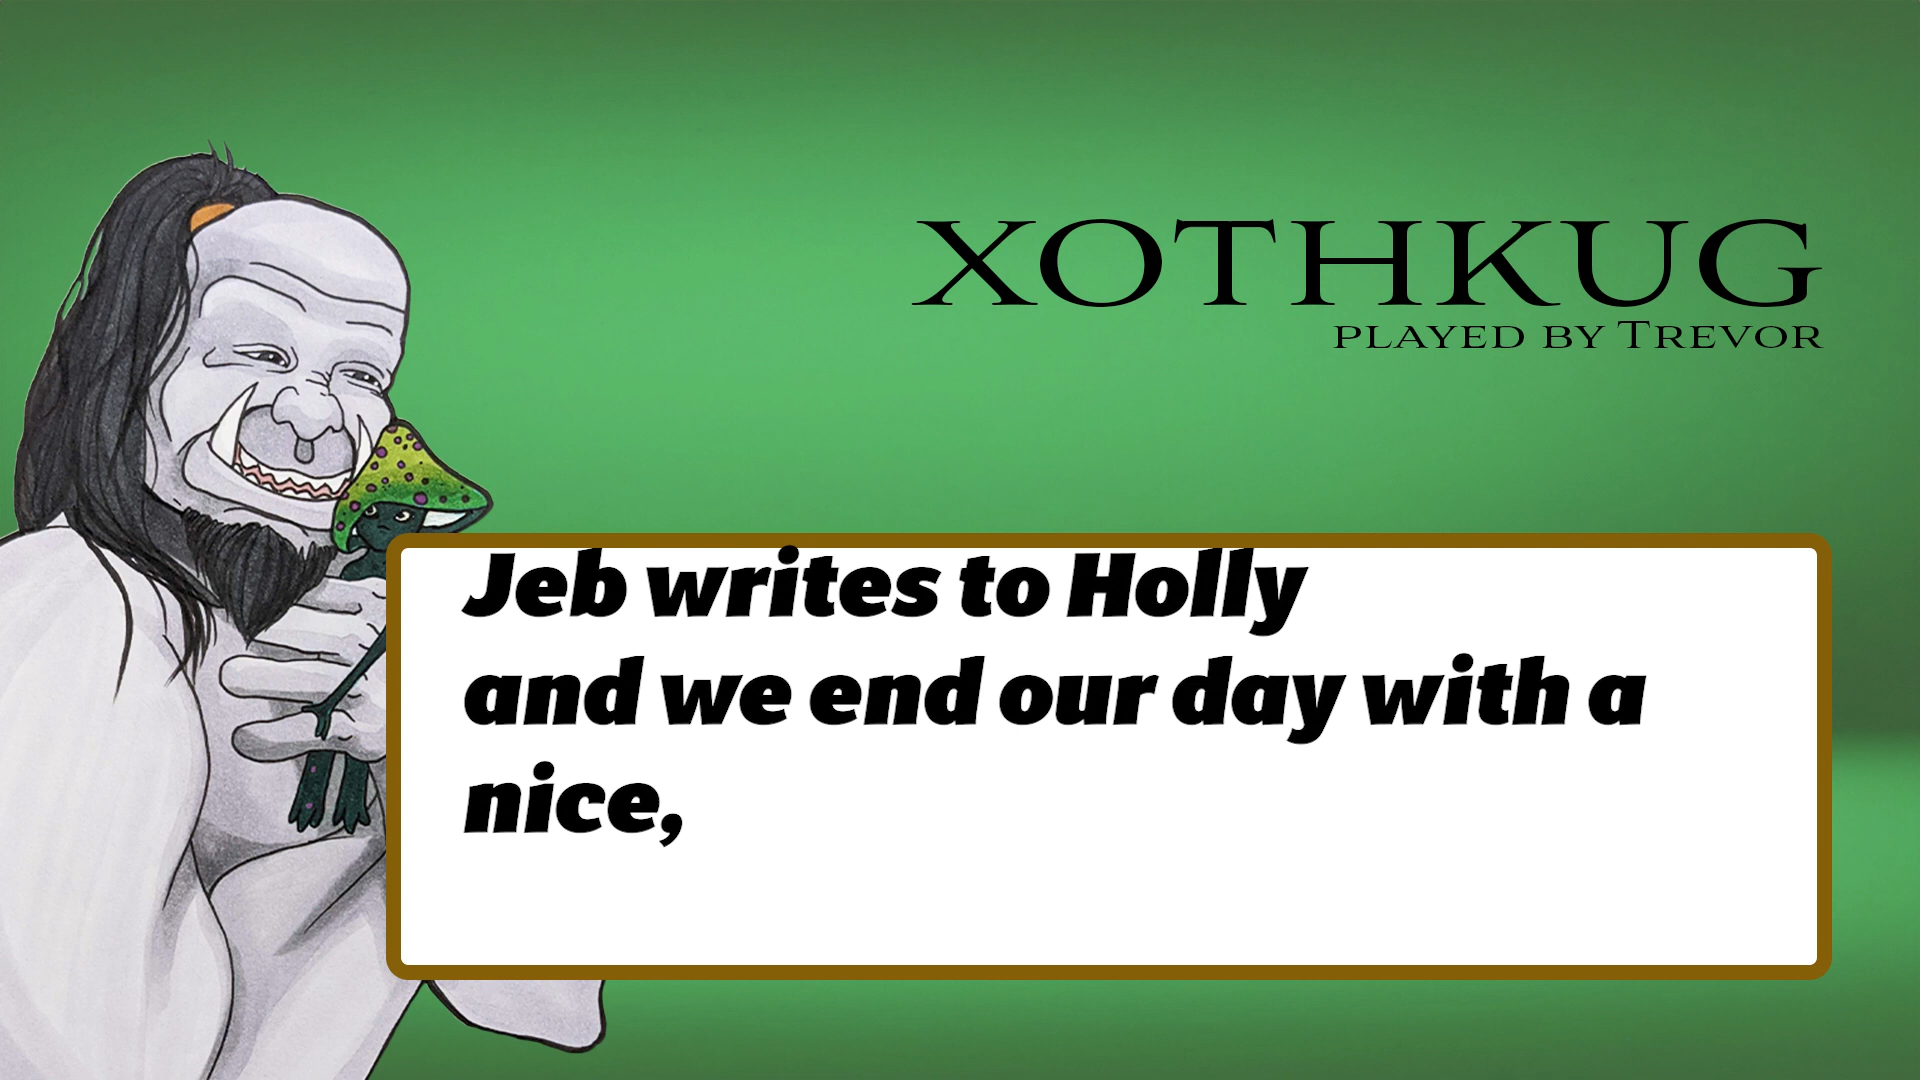 XOTHKUG
PLAYED BY TREVOR
Jeb writes to Holly
and we end our day with a
nice,